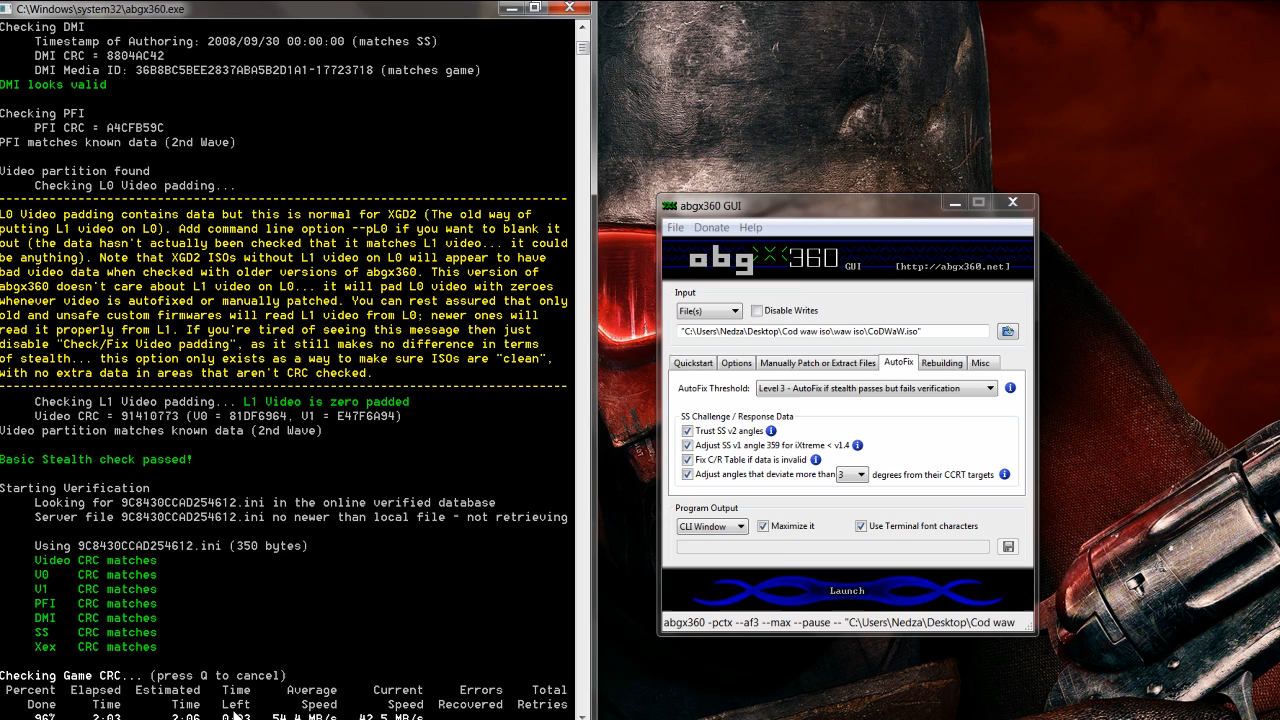 C:\Windows\system32\abgx360.exe
Checking DMI
Timestamp of Authoring: 2008/09/30 00:00:00 (matches SS)
DMI CRC = 8804AC42
DMI Media ID: 36B8BC5BEE2837ABA5B2D1A1-17723718 (matches game)
DMI looks valid
Checking PFI
PFI CRC = A4CFB59C
PFI matches known data (2nd Wave)
Video partition found
Checking L0 Video padding...
L0 Video padding contains data but this is normal for XGD2 (The old way of
putting L1 video on L0). Add command line option --pL0 if you want to blank it
out (the data hasn't actually been checked that it matches L1 video... it could
be anything). Note that XGD2 ISOs without L1 video on L0 will appear to have
bad video data when checked with older versions of abgx360. This version of
abgx360 doesn't care about L1 video on L0... it will pad L0 video with zeroes
whenever video is autofixed or manually patched. You can rest assured that only
old and unsafe custom firmwares will read L1 video from L0; newer ones will
read it properly from L1. If you're tired of seeing this message then just
disable "Check/Fix Video padding", as it still makes no difference in terms
of stealth... this option only exists as a way to make sure ISOs are "clean",
with no extra data in areas that aren't CRC checked.
Checking L1 Video padding... L1 Video is zero padded
Video CRC = 91410773 (V0 = 81DF6964, V1 = E47F6A94)
Video partition matches known data (2nd Wave)
Basic Stealth check passed!
Starting Verification
Looking for 9C8430CCAD254612.ini in the online verified database
Server file 9C8430CCAD254612.ini no newer than local file - not retrieving
Using 9C8430CCAD254612.ini (350 bytes)
Video CRC matches
V0 CRC matches
V1 CRC matches
PFI CRC matches
DMI CRC matches
SS CRC matches
Xex CRC matches
Checking Game CRC... (press Q to cancel)
Percent Elapsed Estimated Time Average Current Errors Total
Done Time Time Left Speed Speed Recovered Retries
96% 2:03 2:06 54.4 MB/s 42.5 MB/s
abgx360 GUI
File Donate Help
abgx360 GUI [http://abgx360.net]
Input
File(s) Disable Writes
"C:\Users\Nedza\Desktop\Cod waw iso\waw iso\CoDWaW.iso"
Quickstart Options Manually Patch or Extract Files AutoFix Rebuilding Misc
AutoFix Threshold: Level 3 - AutoFix if stealth passes but fails verification
SS Challenge / Response Data
Trust SS v2 angles
Adjust SS v1 angle 359 for iXtreme < v1.4
Fix C/R Table if data is invalid
Adjust angles that deviate more than 3 degrees from their CCRT targets
Program Output
CLI Window Maximize it Use Terminal font characters
Launch
abgx360 -pctx --af3 --max --pause -- "C:\Users\Nedza\Desktop\Cod waw